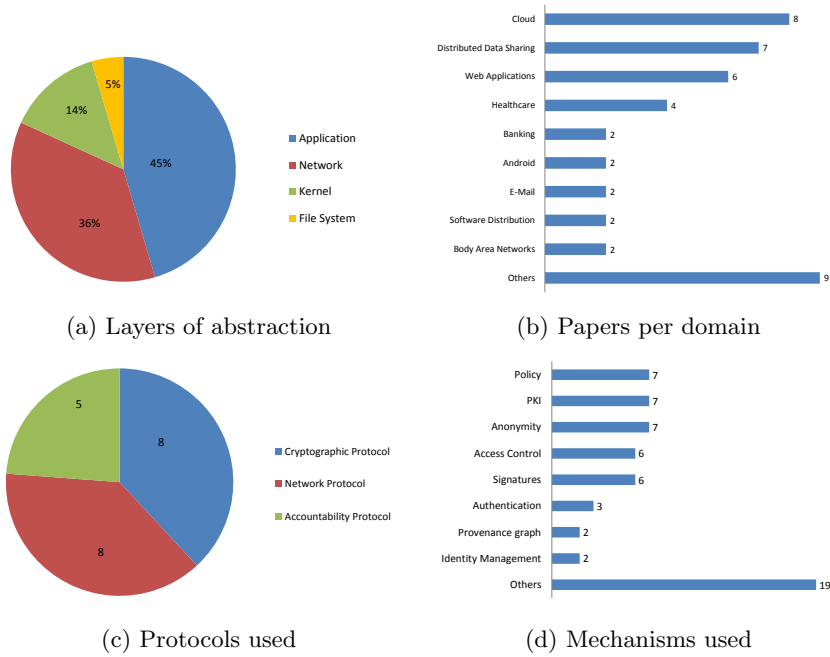 5%
14%
45%
36%
Application
Network
Kernel
File System
(a) Layers of abstraction
Cloud 8
Distributed Data Sharing 7
Web Applications 6
Healthcare 4
Banking 2
Android 2
E-Mail 2
Software Distribution 2
Body Area Networks 2
Others 9
(b) Papers per domain
5
8
8
Cryptographic Protocol
Network Protocol
Accountability Protocol
(c) Protocols used
Policy 7
PKI 7
Anonymity 7
Access Control 6
Signatures 6
Authentication 3
Provenance graph 2
Identity Management 2
Others 19
(d) Mechanisms used